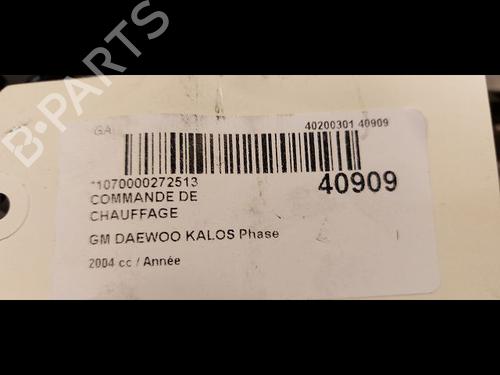 B-PARTS
GA
40200301 40909
*1070000272513
40909
COMMANDE DE
CHAUFFAGE
GM DAEWOO KALOS Phase
2004 cc / Année